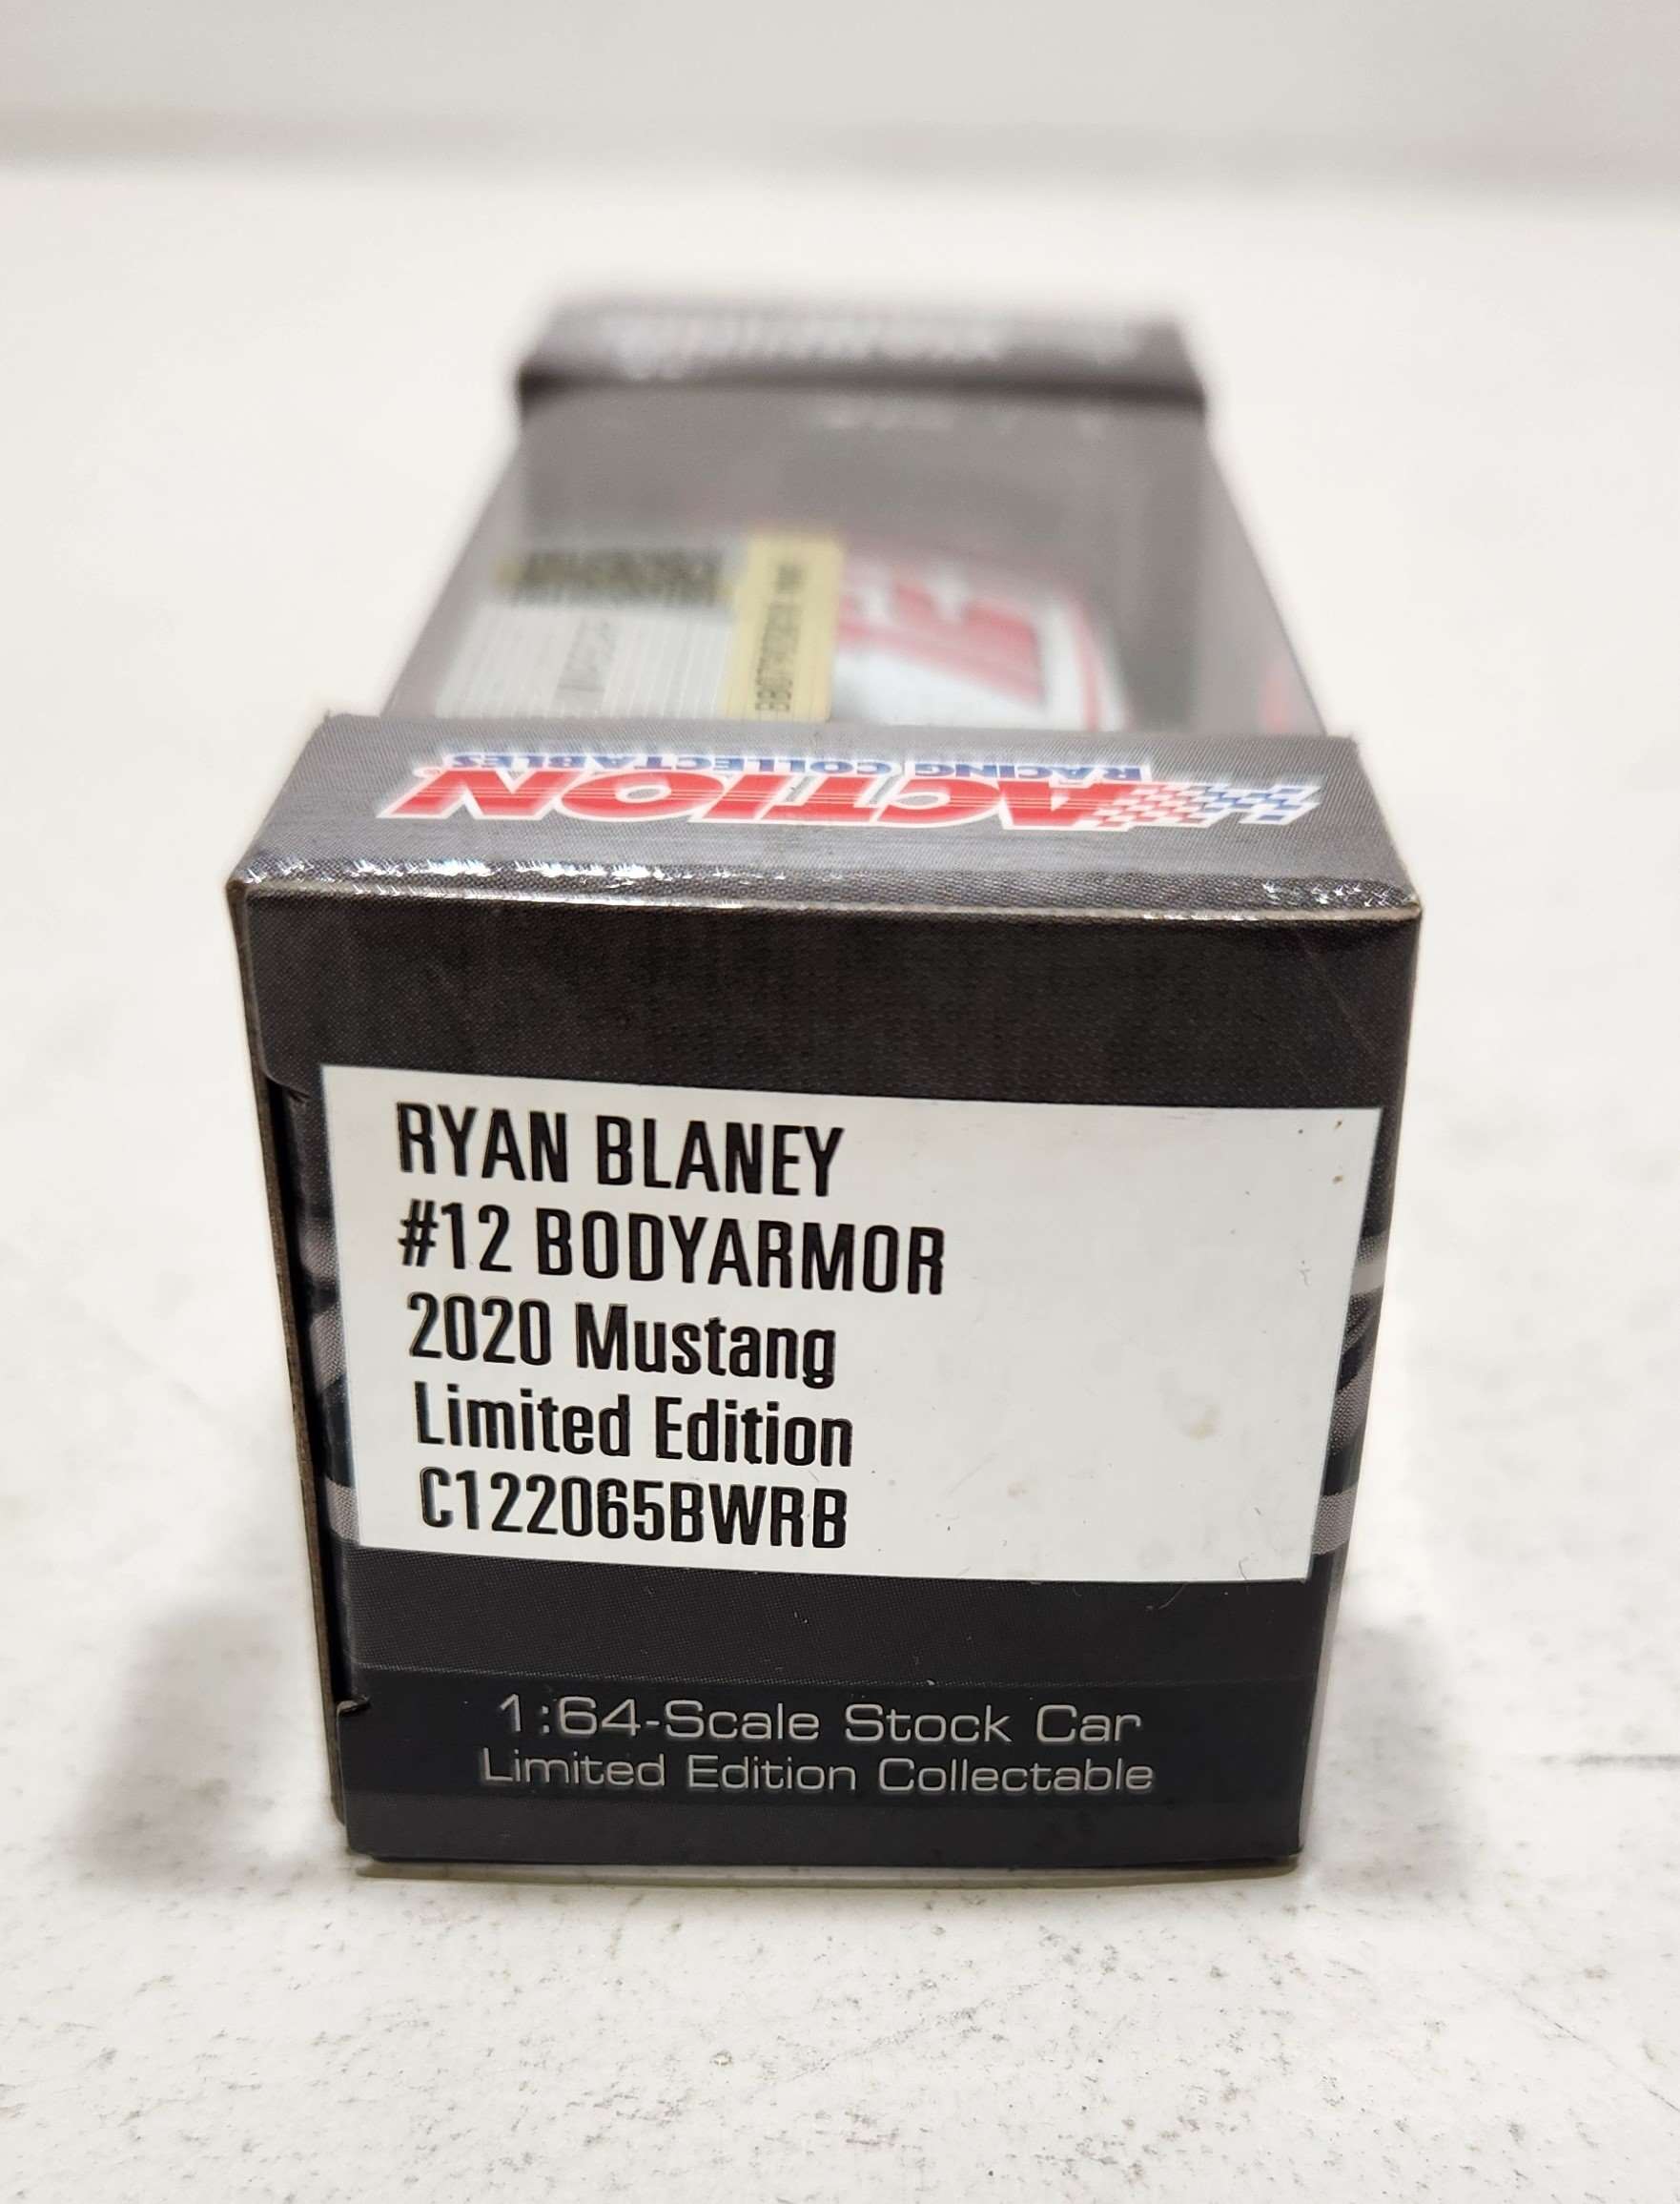 ACTION
RACING COLLECTABLES
RYAN BLANEY
#12 BODYARMOR
2020 Mustang
Limited Edition
C122065BWRB
1:64-Scale Stock Car
Limited Edition Collectable